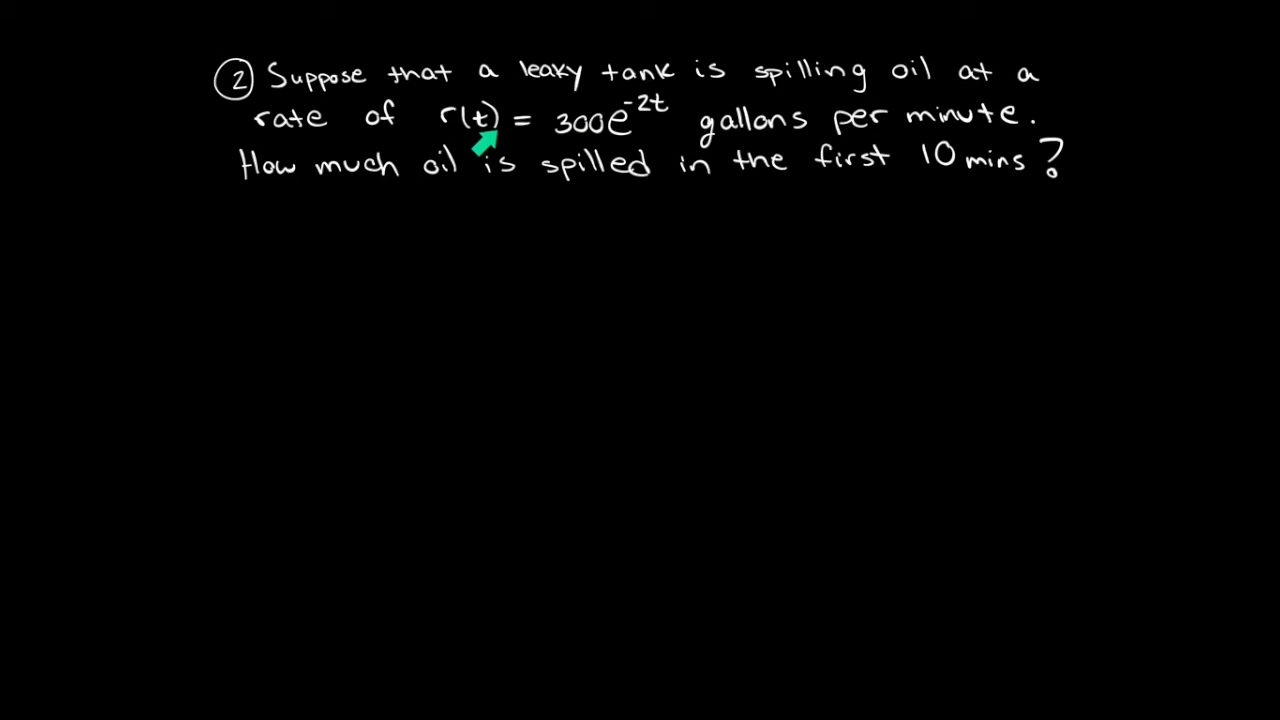 ② Suppose that a leaky tank is spilling oil at a
rate of r(t) = 300e^{-2t} gallons per minute.
How much oil is spilled in the first 10 mins?